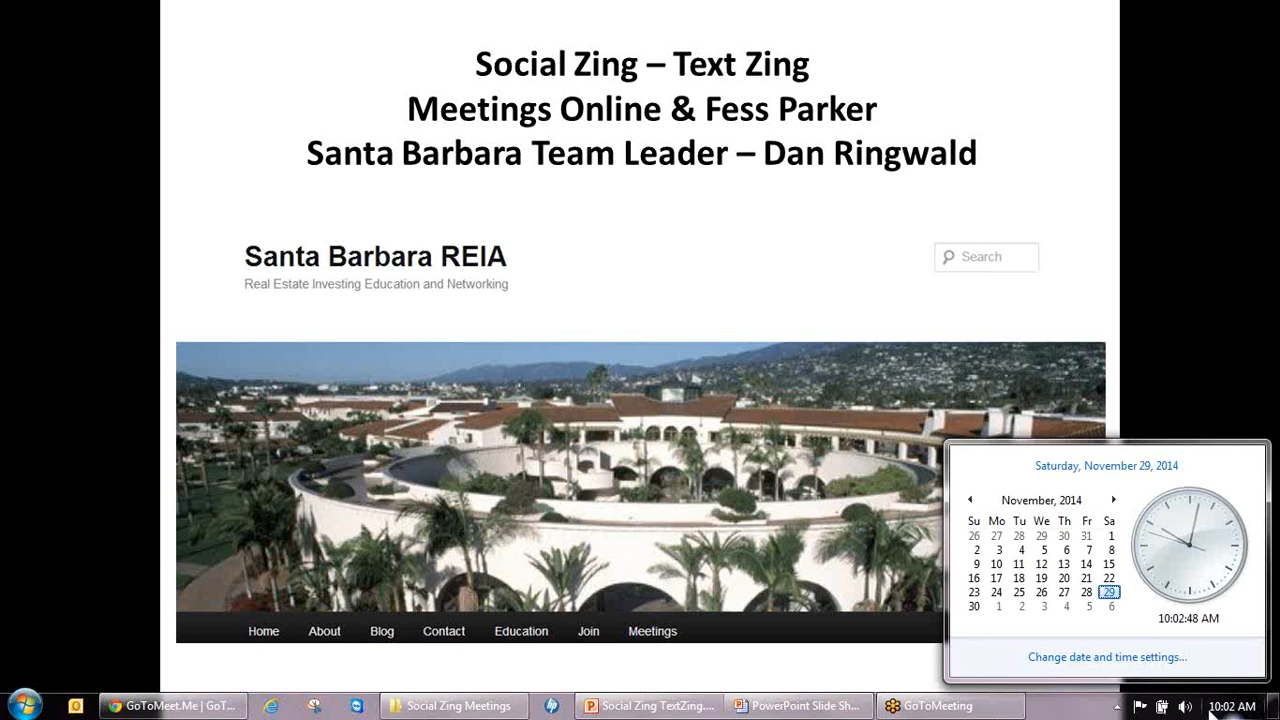 Social Zing – Text Zing
Meetings Online & Fess Parker
Santa Barbara Team Leader – Dan Ringwald
Santa Barbara REIA
Search
Real Estate Investing Education and Networking
Home About Blog Contact Education Join Meetings
Saturday, November 29, 2014
November, 2014
Su Mo Tu We Th Fr Sa
26 27 28 29 30 31 1
2 3 4 5 6 7 8
9 10 11 12 13 14 15
16 17 18 19 20 21 22
23 24 25 26 27 28 29
30 1 2 3 4 5 6
10:02:48 AM
Change date and time settings...
GoToMeet.Me | GoT...
Social Zing Meetings
Social Zing TextZing....
PowerPoint Slide Sh...
GoToMeeting
10:02 AM